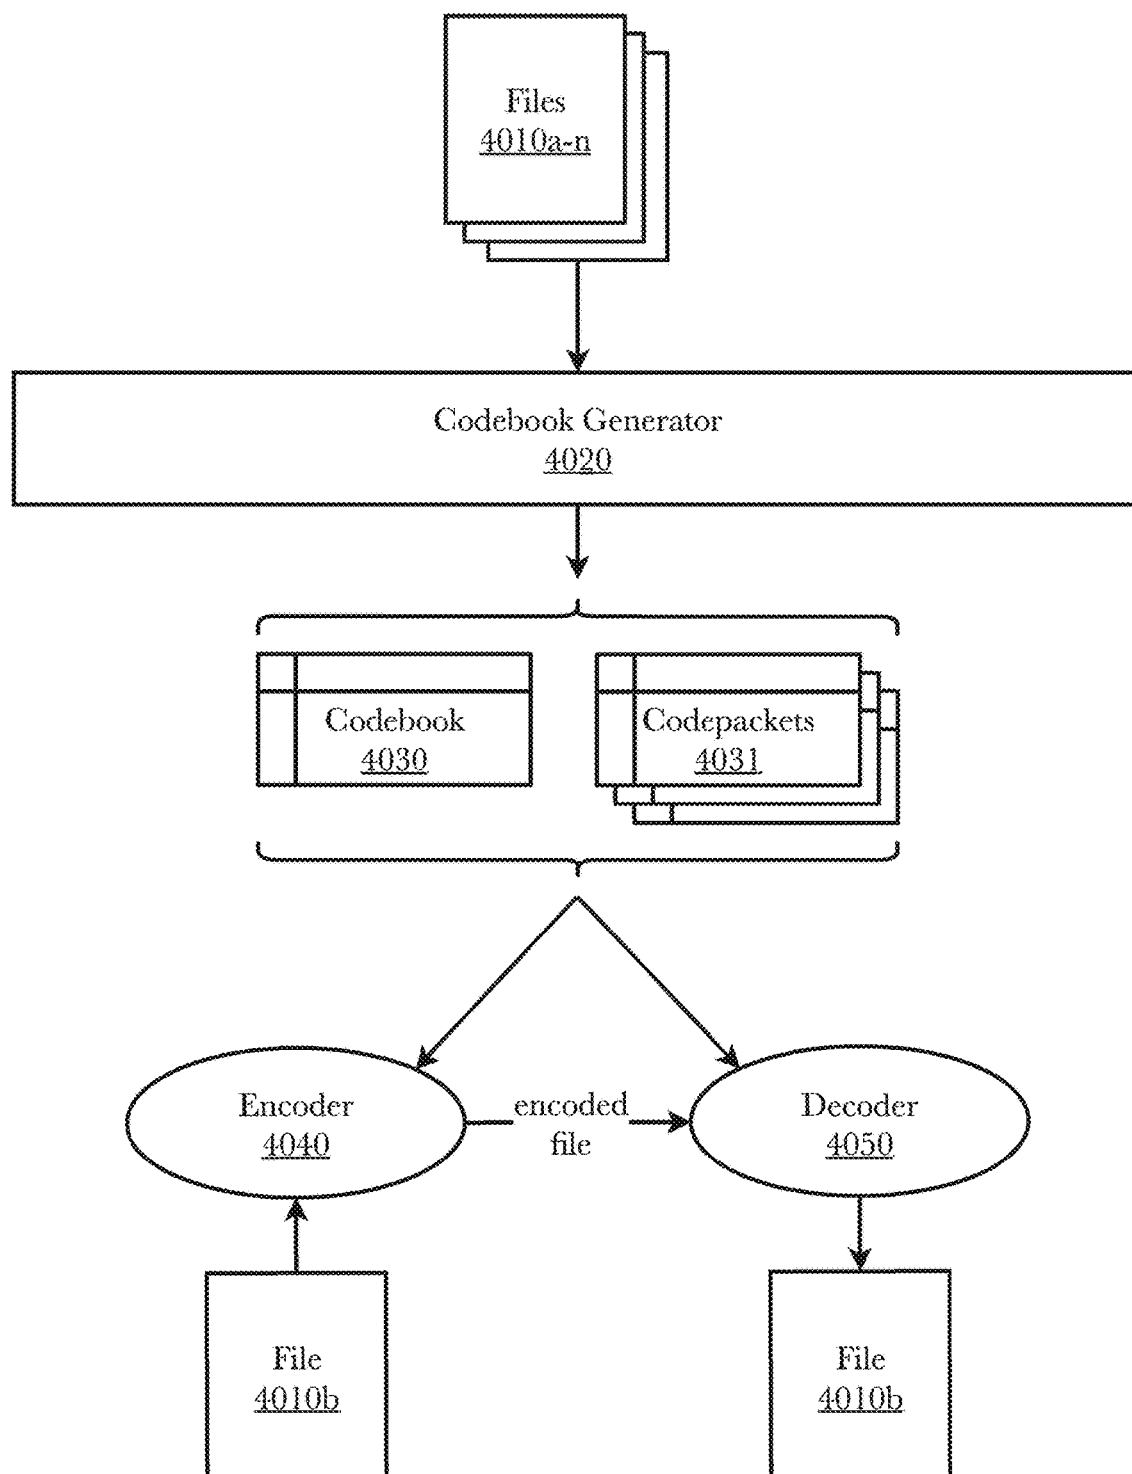 Files
4010a-n
Codebook Generator
4020
Codebook
4030
Codepackets
4031
Encoder
4040
encoded
file
Decoder
4050
File
4010b
File
4010b